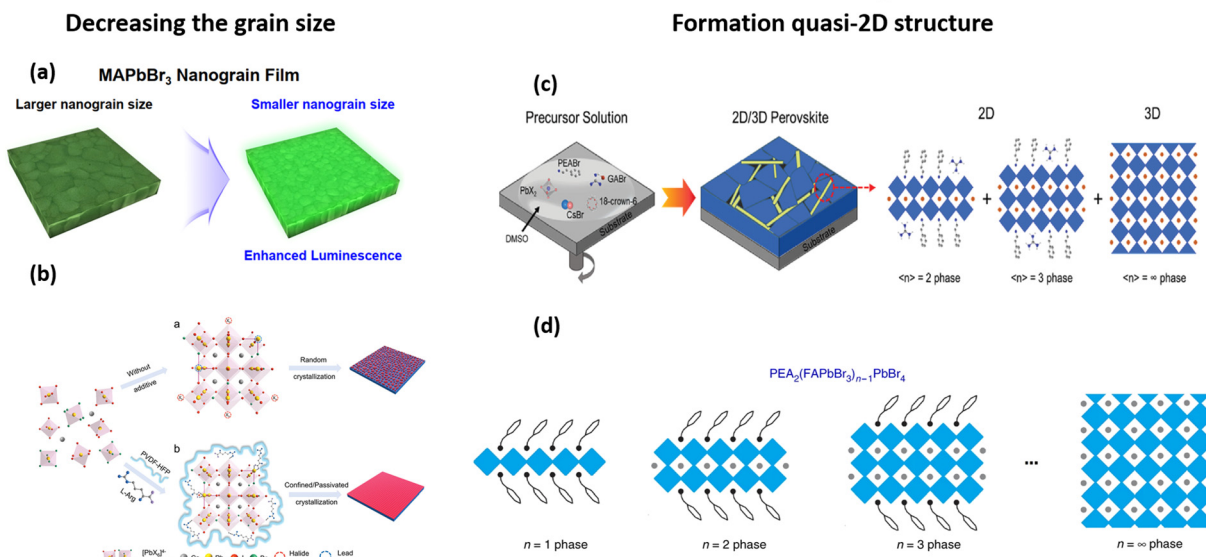 Decreasing the grain size
Formation quasi-2D structure
(a)
MAPbBr₃ Nanograin Film
Larger nanograin size
Smaller nanograin size
Enhanced Luminescence
(b)
a
Without
additive
Random
crystallization
PVDF-HFP
L-Arg
b
Confined/Passivated
crystallization
Halide
Lead
(c)
Precursor Solution
2D/3D Perovskite
2D
3D
PEABr
GABr
PbX₂
18-crown-6
CsBr
DMSO
Substrate
Substrate
+
+
<n> = 2 phase
<n> = 3 phase
<n> = ∞ phase
(d)
PEA₂(FAPbBr₃)ₙ₋₁PbBr₄
...
n = 1 phase
n = 2 phase
n = 3 phase
n = ∞ phase